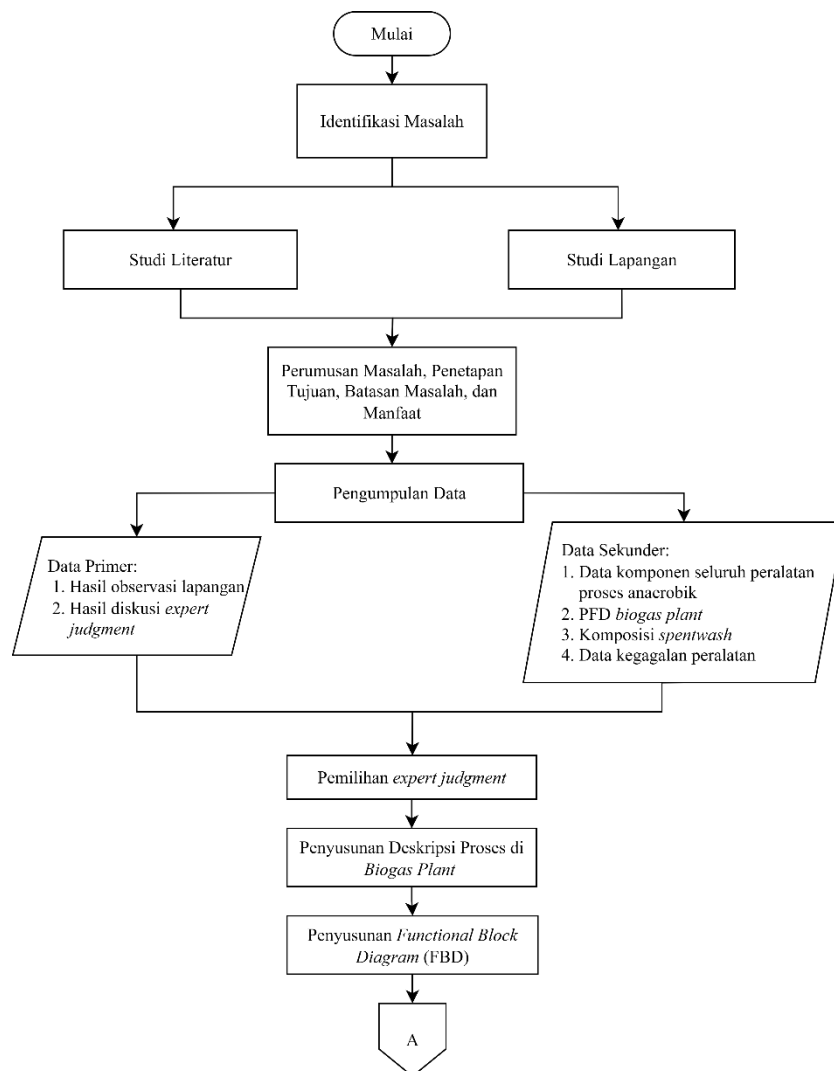 Mulai
Identifikasi Masalah
Studi Literatur
Studi Lapangan
Perumusan Masalah, Penetapan
Tujuan, Batasan Masalah, dan
Manfaat
Pengumpulan Data
Data Primer:
1. Hasil observasi lapangan
2. Hasil diskusi expert
judgment
Data Sekunder:
1. Data komponen seluruh peralatan
proses anaerobik
2. PFD biogas plant
3. Komposisi spentwash
4. Data kegagalan peralatan
Pemilihan expert judgment
Penyusunan Deskripsi Proses di
Biogas Plant
Penyusunan Functional Block
Diagram (FBD)
A